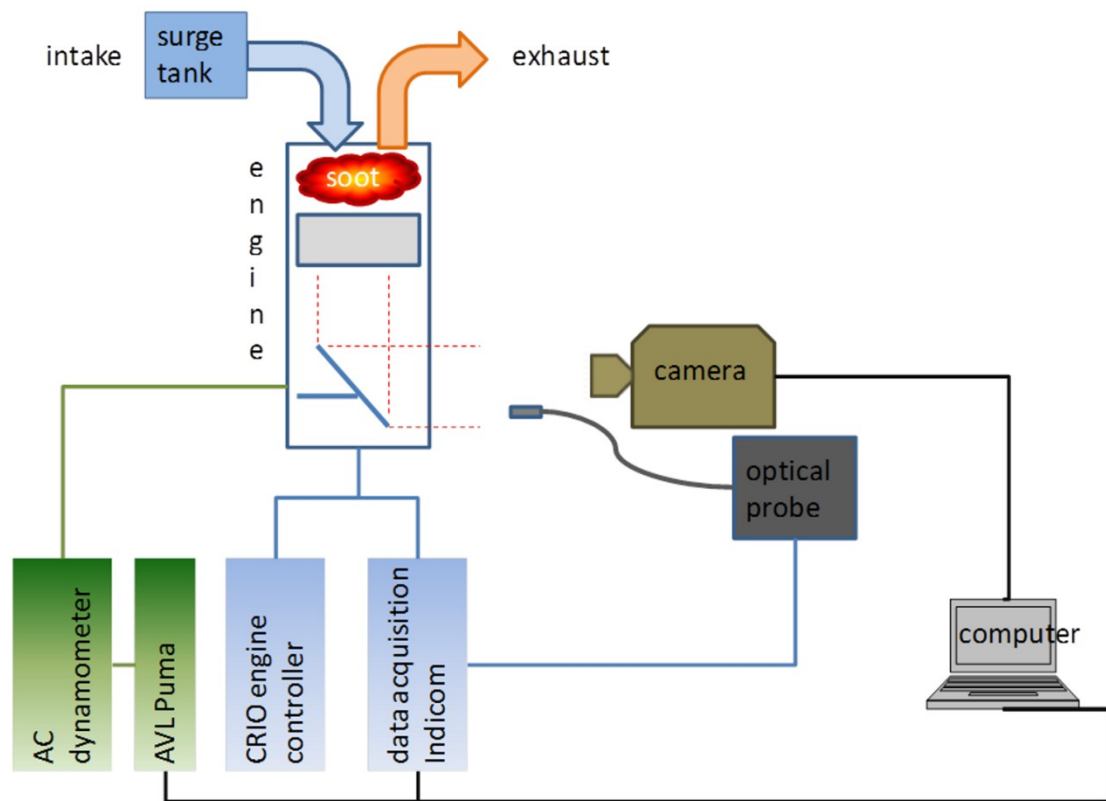 intake
surge
tank
exhaust
soot
engine
camera
optical
probe
computer
AC
dynamometer
AVL Puma
CRIO engine
controller
data acquisition
Indicom